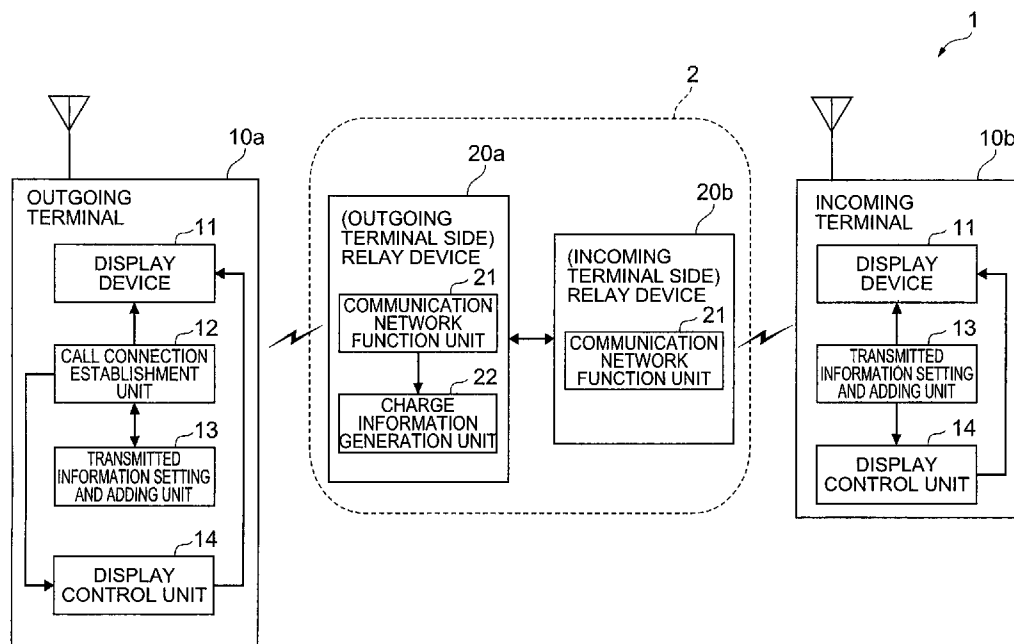 1
2
10a
OUTGOING
TERMINAL
11
DISPLAY
DEVICE
12
CALL CONNECTION
ESTABLISHMENT
UNIT
13
TRANSMITTED
INFORMATION SETTING
AND ADDING UNIT
14
DISPLAY
CONTROL UNIT
20a
(OUTGOING
TERMINAL SIDE)
RELAY DEVICE
21
COMMUNICATION
NETWORK
FUNCTION UNIT
22
CHARGE
INFORMATION
GENERATION UNIT
20b
(INCOMING
TERMINAL SIDE)
RELAY DEVICE
21
COMMUNICATION
NETWORK
FUNCTION UNIT
10b
INCOMING
TERMINAL
11
DISPLAY
DEVICE
13
TRANSMITTED
INFORMATION SETTING
AND ADDING UNIT
14
DISPLAY
CONTROL UNIT